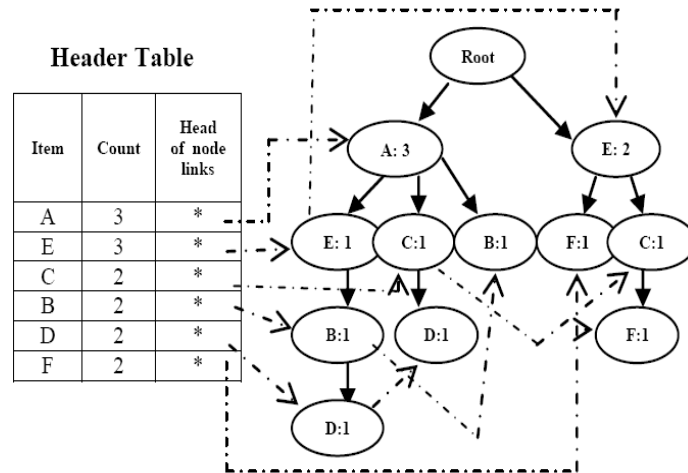 Header Table
Item Count Head of node links
A 3 *
E 3 *
C 2 *
B 2 *
D 2 *
F 2 *
Root
A: 3
E: 2
E: 1
C:1
B:1
F:1
C:1
B:1
D:1
F:1
D:1